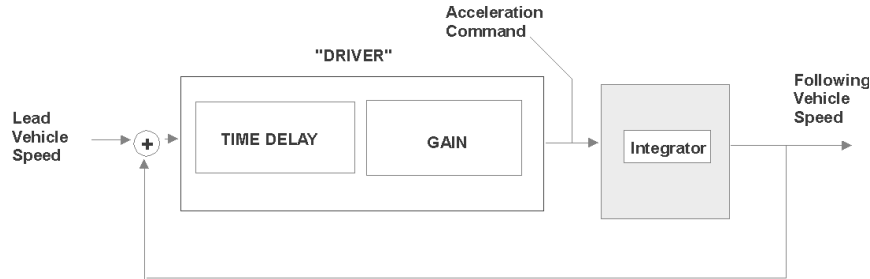 Acceleration
Command
"DRIVER"
Following
Vehicle
Speed
Lead
Vehicle
Speed
+
TIME DELAY
GAIN
Integrator